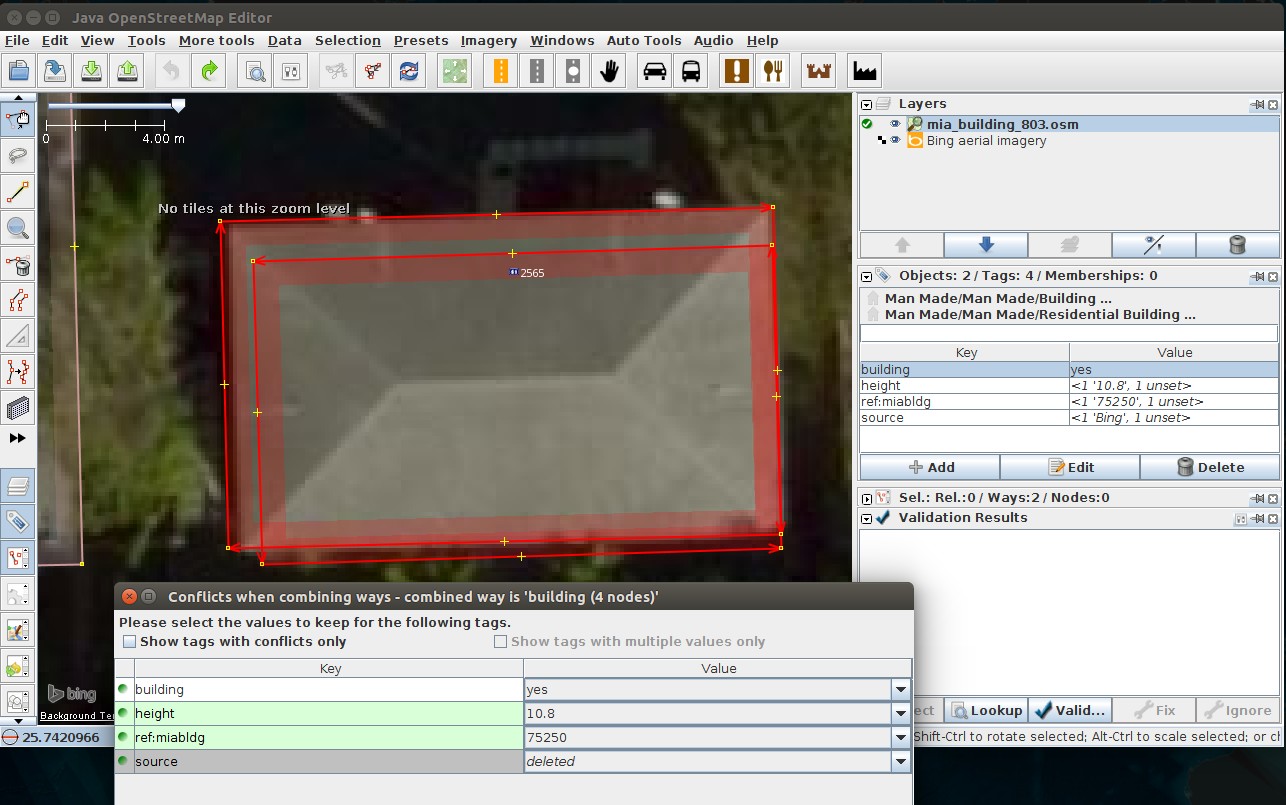 Java OpenStreetMap Editor
File Edit View Tools More tools Data Selection Presets Imagery Windows Auto Tools Audio Help
0 4.00 m
No tiles at this zoom level
2565
Layers
mia_building_803.osm
Bing aerial imagery
Objects: 2 / Tags: 4 / Memberships: 0
Man Made/Man Made/Building ...
Man Made/Man Made/Residential Building ...
Key Value
building yes
height <1 '10.8', 1 unset>
ref:miabldg <1 '75250', 1 unset>
source <1 'Bing', 1 unset>
Add Edit Delete
Sel.: Rel.:0 / Ways:2 / Nodes:0
Validation Results
Conflicts when combining ways - combined way is 'building (4 nodes)'
Please select the values to keep for the following tags.
Show tags with conflicts only Show tags with multiple values only
Key Value
building yes
height 10.8
ref:miabldg 75250
source deleted
bing
Background Te
ect Lookup Valid... Fix Ignore
25.7420966
Shift-Ctrl to rotate selected; Alt-Ctrl to scale selected; or ch